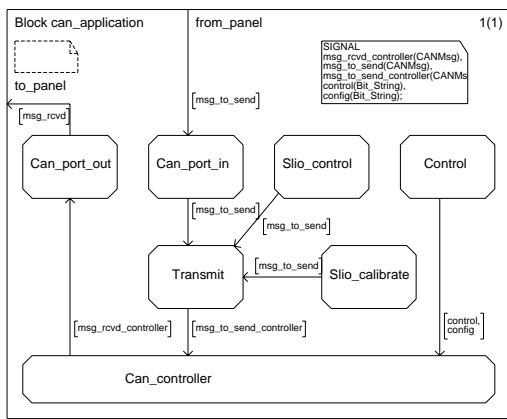 Block can_application
from_panel
1(1)
SIGNAL
msg_rcvd_controller(CANMsg),
msg_to_send(CANMsg),
msg_to_send_controller(CANMs
control(Bit_String),
config(Bit_String);
to_panel
[msg_to_send]
[msg_rcvd]
Can_port_out
Can_port_in
Slio_control
Control
[msg_to_send]
[msg_to_send]
Transmit
[msg_to_send]
Slio_calibrate
[msg_rcvd_controller]
[msg_to_send_controller]
[control,
config]
Can_controller